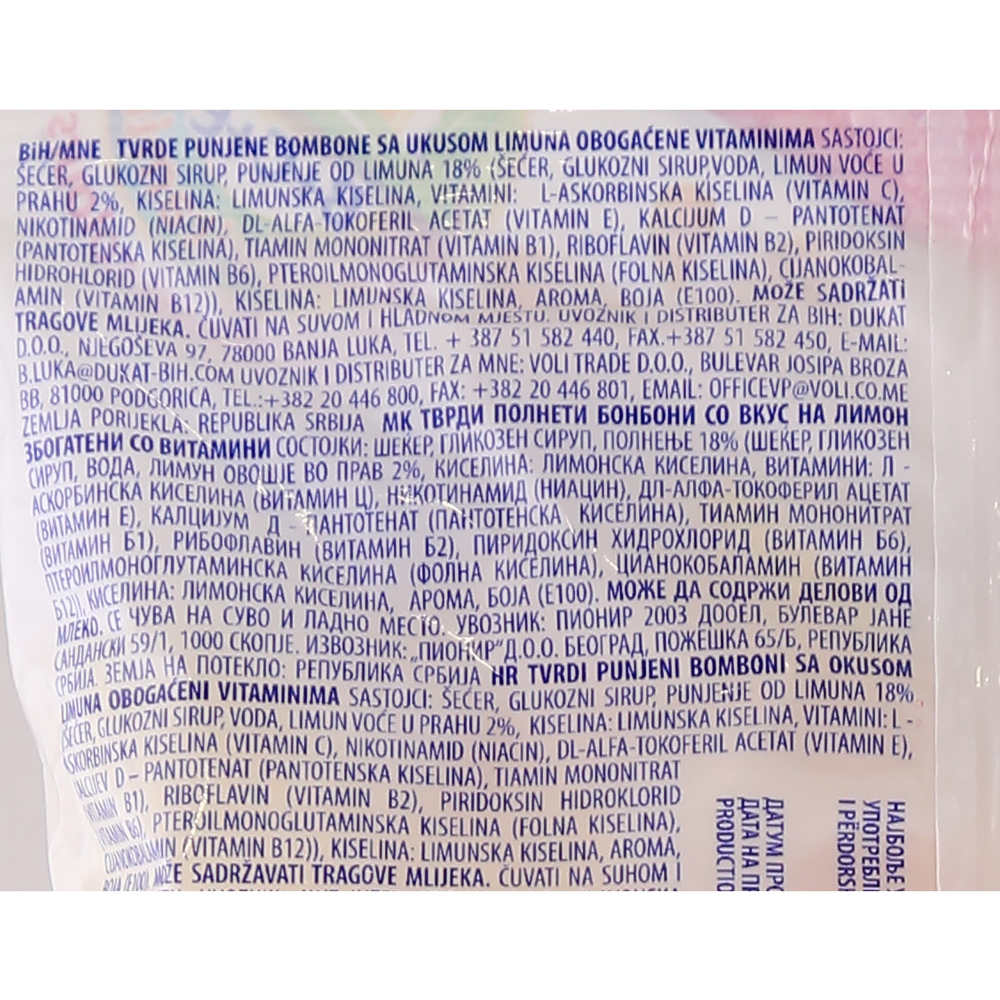 BiH/MNE TVRDE PUNJENE BOMBONE SA UKUSOM LIMUNA OBOGAĆENE VITAMINIMA SASTOJCI:
ŠEĆER, GLUKOZNI SIRUP, PUNJENJE OD LIMUNA 18% (ŠEĆER, GLUKOZNI SIRUP,VODA, LIMUN VOĆE U
PRAHU 2%, KISELINA: LIMUNSKA KISELINA, VITAMINI: L-ASKORBINSKA KISELINA (VITAMIN C),
NIKOTINAMID (NIACIN), DL-ALFA-TOKOFERIL ACETAT (VITAMIN E), KALCIJUM D – PANTOTENAT
(PANTOTENSKA KISELINA), TIAMIN MONONITRAT (VITAMIN B1), RIBOFLAVIN (VITAMIN B2), PIRIDOKSIN
HIDROHLORID (VITAMIN B6), PTEROILMONOGLUTAMINSKA KISELINA (FOLNA KISELINA), CIJANOKOBAL-
AMIN (VITAMIN B12)), KISELINA: LIMUNSKA KISELINA, AROMA, BOJA (E100). MOŽE SADRŽATI
TRAGOVE MLIJEKA. ČUVATI NA SUVOM I HLADNOM MJESTU. UVOZNIK I DISTRIBUTER ZA BIH: DUKAT
D.O.O., NJEGOŠEVA 97, 78000 BANJA LUKA, TEL. + 387 51 582 440, FAX.+387 51 582 450, E-MAIL:
B.LUKA@DUKAT-BIH.COM UVOZNIK I DISTRIBUTER ZA MNE: VOLI TRADE D.O.O., BULEVAR JOSIPA BROZA
BB, 81000 PODGORICA, TEL.:+382 20 446 800, FAX: +382 20 446 801, EMAIL: OFFICEVP@VOLI.CO.ME
ZEMLJA PORIJEKLA: REPUBLIKA SRBIJA МК ТВРДИ ПОЛНЕТИ БОНБОНИ СО ВКУС НА ЛИМОН
ЗБОГАТЕНИ СО ВИТАМИНИ СОСТОЈКИ: ШЕЌЕР, ГЛИКОЗЕН СИРУП, ПОЛНЕЊЕ 18% (ШЕЌЕР, ГЛИКОЗЕН
СИРУП, ВОДА, ЛИМУН ОВОШЈЕ ВО ПРАВ 2%, КИСЕЛИНА: ЛИМОНСКА КИСЕЛИНА, ВИТАМИНИ: Л -
АСКОРБИНСКА КИСЕЛИНА (ВИТАМИН Ц), НИКОТИНАМИД (НИАЦИН), ДЛ-АЛФА-ТОКОФЕРИЛ АЦЕТАТ
(ВИТАМИН Е), КАЛЦИЈУМ Д - ПАНТОТЕНАТ (ПАНТОТЕНСКА КИСЕЛИНА), ТИАМИН МОНОНИТРАТ
(ВИТАМИН Б1), РИБОФЛАВИН (ВИТАМИН Б2), ПИРИДОКСИН ХИДРОХЛОРИД (ВИТАМИН Б6),
ПТЕРОИЛМОНОГЛУТАМИНСКА КИСЕЛИНА (ФОЛНА КИСЕЛИНА), ЦИАНОКОБАЛАМИН (ВИТАМИН
Б12)), КИСЕЛИНА: ЛИМОНСКА КИСЕЛИНА, АРОМА, БОЈА (Е100). МОЖЕ ДА СОДРЖИ ДЕЛОВИ ОД
МЛЕКО. СЕ ЧУВА НА СУВО И ЛАДНО МЕСТО. УВОЗНИК: ПИОНИР 2003 ДООЕЛ, БУЛЕВАР ЈАНЕ
САНДАНСКИ 59/1, 1000 СКОПЈЕ. ИЗВОЗНИК: „ПИОНИР“Д.О.О. БЕОГРАД, ПОЖЕШКА 65/Б, РЕПУБЛИКА
СРБИЈА. ЗЕМЈА НА ПОТЕКЛО: РЕПУБЛИКА СРБИЈА HR TVRDI PUNJENI BOMBONI SA OKUSOM
LIMUNA OBOGAĆENI VITAMINIMA SASTOJCI: ŠEĆER, GLUKOZNI SIRUP, PUNJENJE OD LIMUNA 18%
(ŠEĆER, GLUKOZNI SIRUP, VODA, LIMUN VOĆE U PRAHU 2%, KISELINA: LIMUNSKA KISELINA, VITAMINI: L -
ASKORBINSKA KISELINA (VITAMIN C), NIKOTINAMID (NIACIN), DL-ALFA-TOKOFERIL ACETAT (VITAMIN E),
KALCIJEV D – PANTOTENAT (PANTOTENSKA KISELINA), TIAMIN MONONITRAT
(VITAMIN B1), RIBOFLAVIN (VITAMIN B2), PIRIDOKSIN HIDROKLORID
(VITAMIN B6), PTEROILMONOGLUTAMINSKA KISELINA (FOLNA KISELINA),
CIJANOKOBALAMIN (VITAMIN B12)), KISELINA: LIMUNSKA KISELINA, AROMA,
BOJA (E100). MOŽE SADRŽAVATI TRAGOVE MLIJEKA. ČUVATI NA SUHOM I
ДАТУМ
ДАТА НА
НАЈБОЉЕ